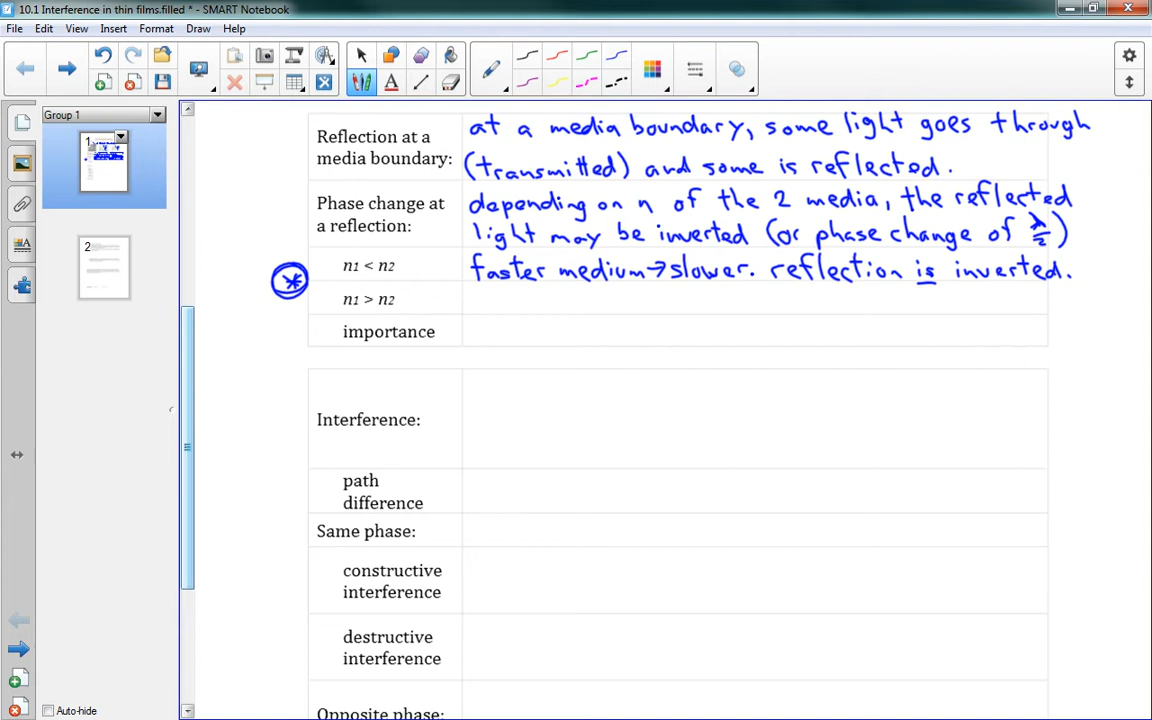 10.1 Interference in thin films.filled * - SMART Notebook
File Edit View Insert Format Draw Help
Group 1
1
2
Auto-hide
Reflection at a
media boundary:
at a media boundary, some light goes through
(transmitted) and some is reflected.
Phase change at
a reflection:
depending on n of the 2 media, the reflected
light may be inverted (or phase change of λ/2)
*
n1 < n2
faster medium→slower. reflection is inverted.
n1 > n2
importance
Interference:
path
difference
Same phase:
constructive
interference
destructive
interference
Opposite phase: